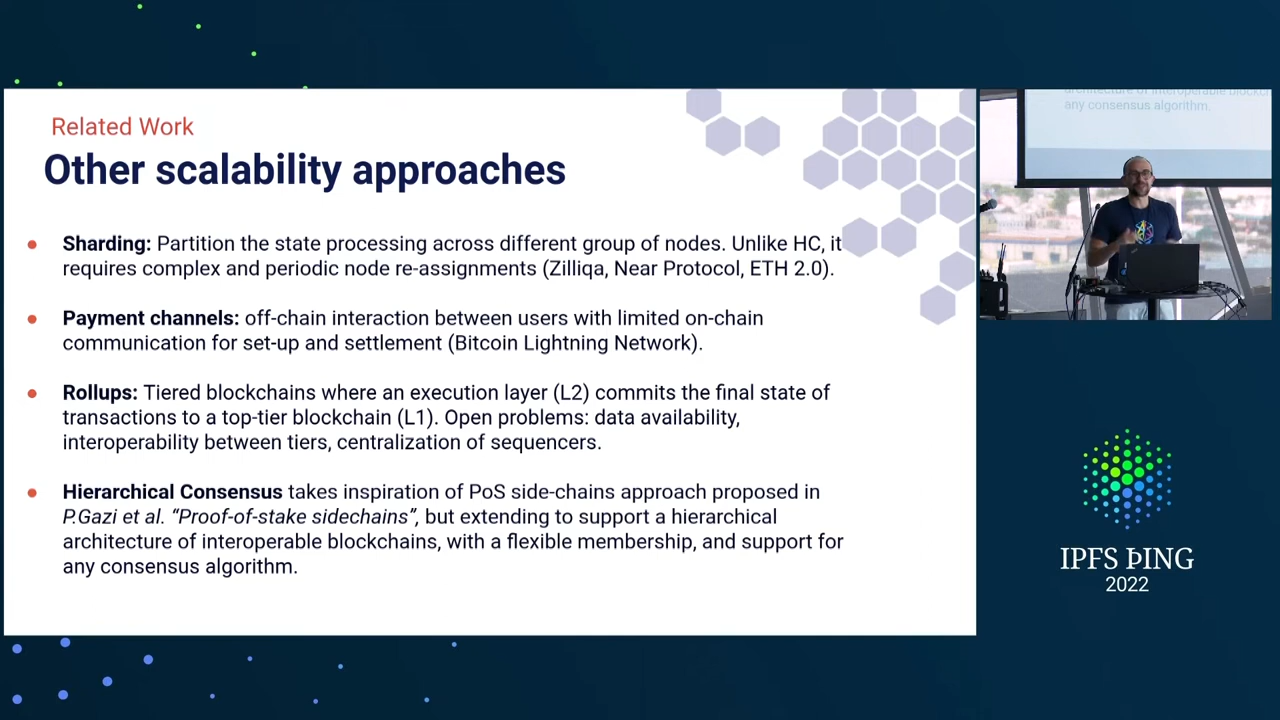 Related Work
Other scalability approaches
Sharding: Partition the state processing across different group of nodes. Unlike HC, it
requires complex and periodic node re-assignments (Zilliqa, Near Protocol, ETH 2.0).
Payment channels: off-chain interaction between users with limited on-chain
communication for set-up and settlement (Bitcoin Lightning Network).
Rollups: Tiered blockchains where an execution layer (L2) commits the final state of
transactions to a top-tier blockchain (L1). Open problems: data availability,
interoperability between tiers, centralization of sequencers.
Hierarchical Consensus takes inspiration of PoS side-chains approach proposed in
P.Gazi et al. “Proof-of-stake sidechains”, but extending to support a hierarchical
architecture of interoperable blockchains, with a flexible membership, and support for
any consensus algorithm.
architecture of interoperable
any consensus algorithm.
IPFS ÞING
2022